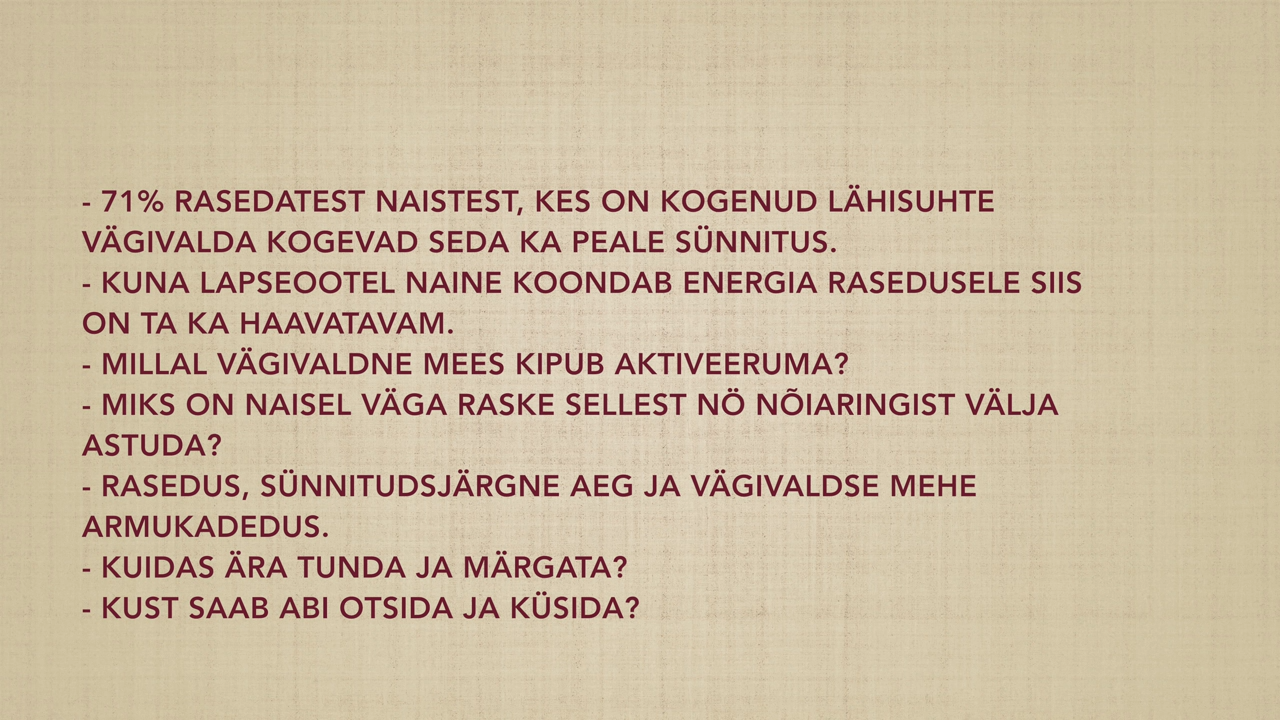 - 71% RASEDATEST NAISTEST, KES ON KOGENUD LÄHISUHTE
VÄGIVALDA KOGEVAD SEDA KA PEALE SÜNNITUS.
- KUNA LAPSEOOTEL NAINE KOONDAB ENERGIA RASEDUSELE SIIS
ON TA KA HAAVATAVAM.
- MILLAL VÄGIVALDNE MEES KIPUB AKTIVEERUMA?
- MIKS ON NAISEL VÄGA RASKE SELLEST NÖ NÕIARINGIST VÄLJA
ASTUDA?
- RASEDUS, SÜNNITUDSJÄRGNE AEG JA VÄGIVALDSE MEHE
ARMUKADEDUS.
- KUIDAS ÄRA TUNDA JA MÄRGATA?
- KUST SAAB ABI OTSIDA JA KÜSIDA?